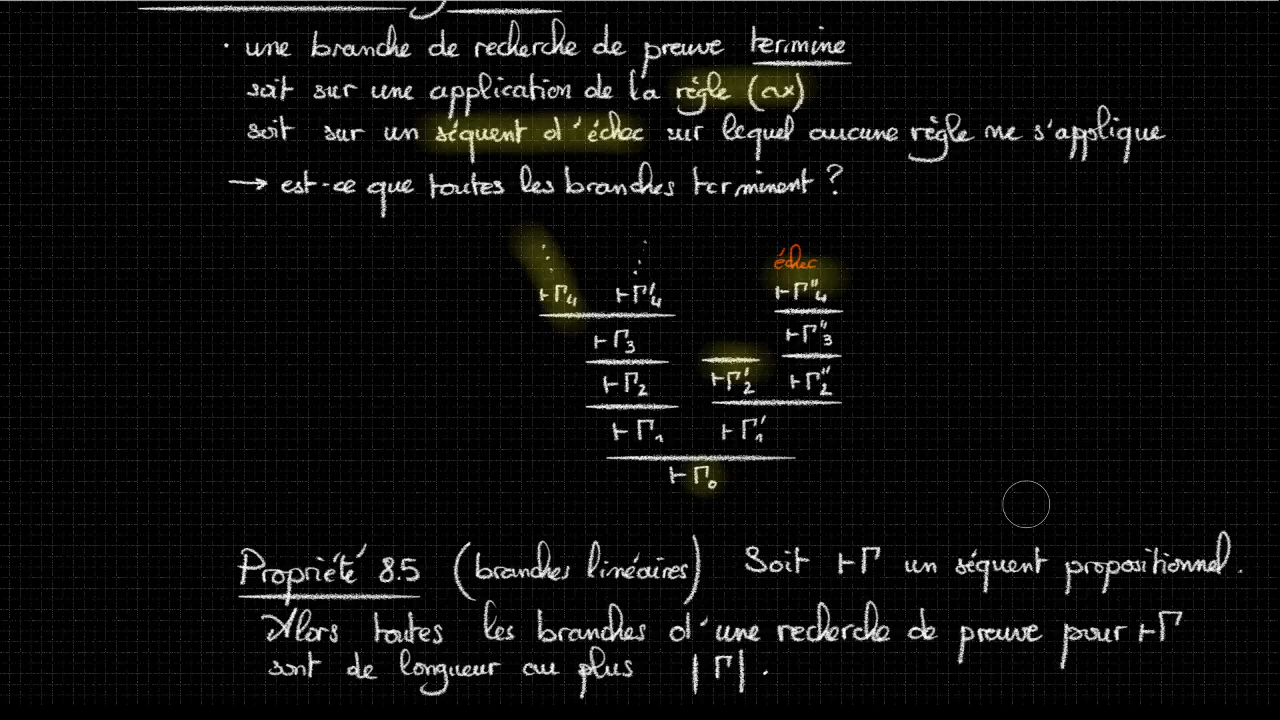 · une branche de recherche de preuve termine
soit sur une application de la règle (ax)
soit sur un séquent d'échec sur lequel aucune règle ne s'applique
→ est-ce que toutes les branches terminent ?
échec
⊢Γ₄ ⊢Γ'₄ ⊢Γ''₄
⊢Γ₃ ⊢Γ''₃
⊢Γ₂ ⊢Γ'₂ ⊢Γ''₂
⊢Γ₁ ⊢Γ'₁
⊢Γ₀
Propriété 8.5 (branches linéaires) Soit ⊢Γ un séquent propositionnel.
Alors toutes les branches d'une recherche de preuve pour ⊢Γ
sont de longueur au plus |Γ|.